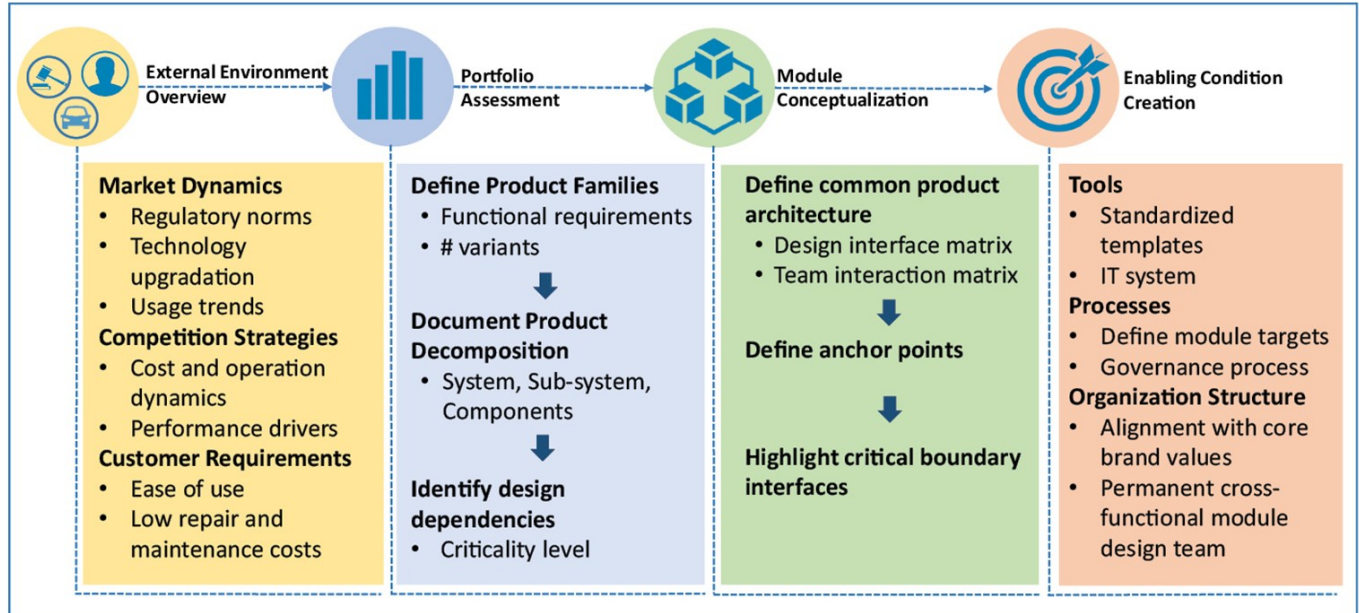 External Environment
Overview
Portfolio
Assessment
Module
Conceptualization
Enabling Condition
Creation
Market Dynamics
• Regulatory norms
• Technology
upgradation
• Usage trends
Competition Strategies
• Cost and operation
dynamics
• Performance drivers
Customer Requirements
• Ease of use
• Low repair and
maintenance costs
Define Product Families
• Functional requirements
• # variants
Document Product
Decomposition
• System, Sub-system,
Components
Identify design
dependencies
• Criticality level
Define common product
architecture
• Design interface matrix
• Team interaction matrix
Define anchor points
Highlight critical boundary
interfaces
Tools
• Standardized
templates
• IT system
Processes
• Define module targets
• Governance process
Organization Structure
• Alignment with core
brand values
• Permanent cross-
functional module
design team